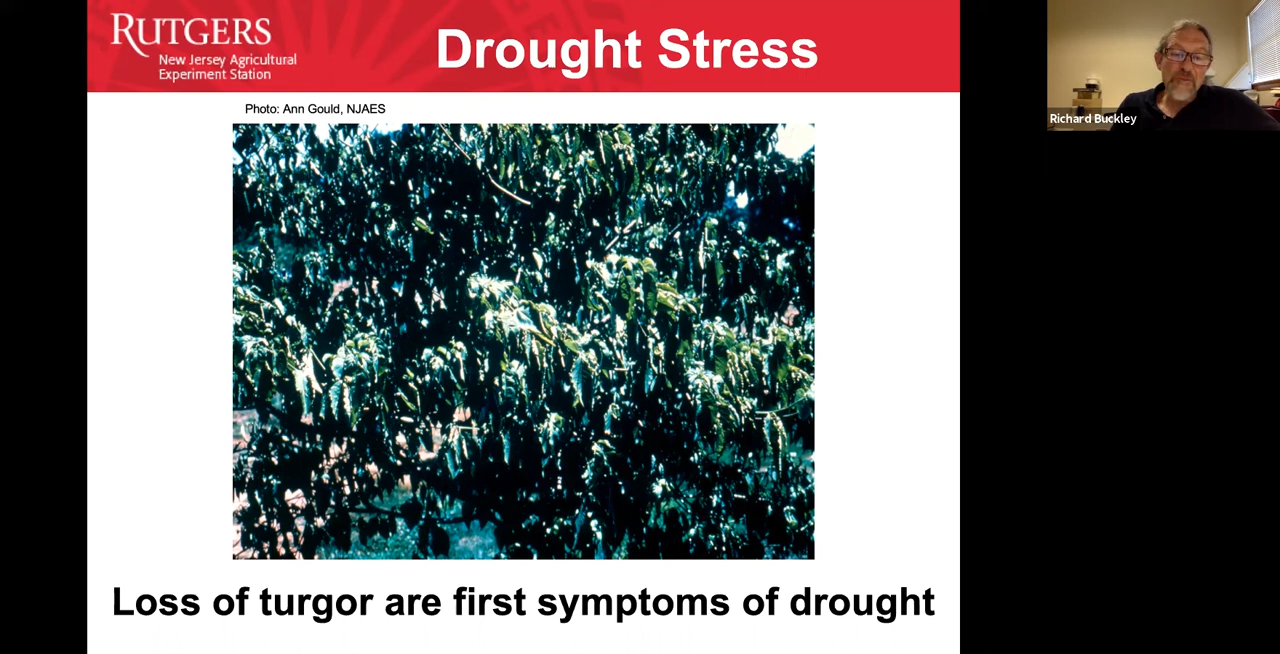 RUTGERS
New Jersey Agricultural
Experiment Station
Drought Stress
Photo: Ann Gould, NJAES
Richard Buckley
Loss of turgor are first symptoms of drought